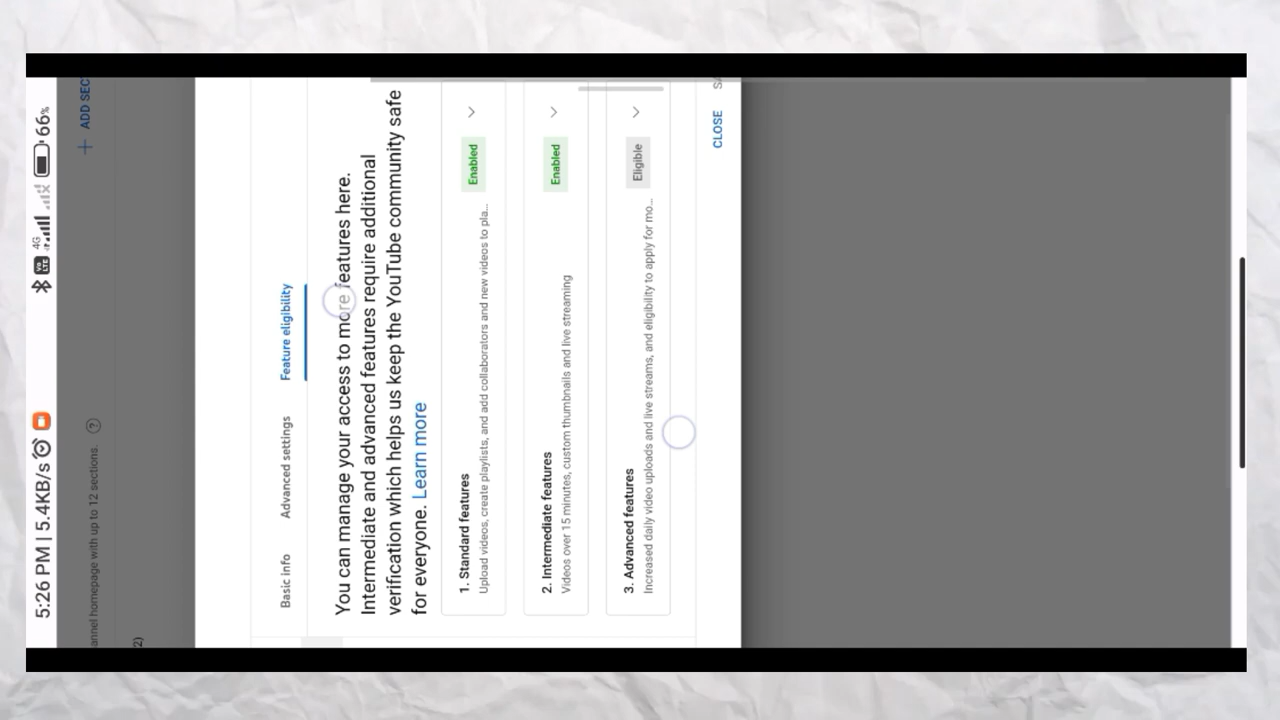 5:26 PM | 5.4KB/s
4G
VO LTE
66%
ADD SEC
annel homepage with up to 12 sections.
2)
Basic info
Advanced settings
Feature eligibility
You can manage your access to more features here.
Intermediate and advanced features require additional
verification which helps us keep the YouTube community safe
for everyone. Learn more
1. Standard features
Upload videos, create playlists, and add collaborators and new videos to pla...
Enabled
2. Intermediate features
Videos over 15 minutes, custom thumbnails and live streaming
Enabled
3. Advanced features
Increased daily video uploads and live streams, and eligibility to apply for mo...
Eligible
CLOSE